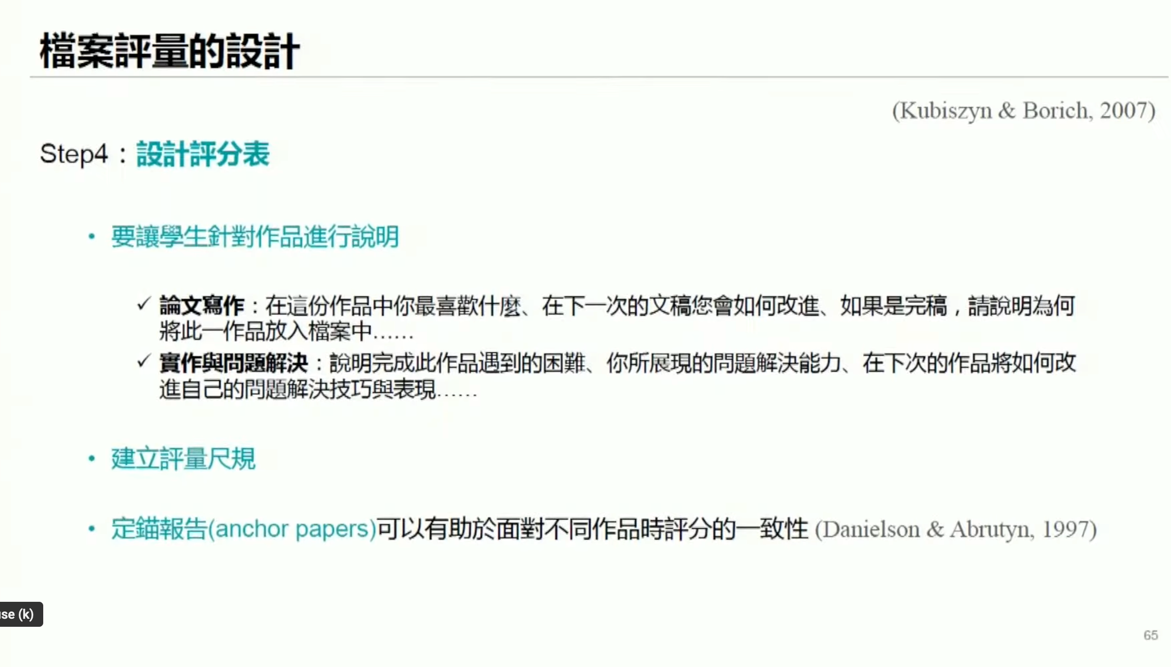 檔案評量的設計
(Kubiszyn & Borich, 2007)
Step4：設計評分表
• 要讓學生針對作品進行說明
✓ 論文寫作：在這份作品中你最喜歡什麼、在下一次的文稿您會如何改進、如果是完稿，請說明為何
將此一作品放入檔案中……
✓ 實作與問題解決：說明完成此作品遇到的困難、你所展現的問題解決能力、在下次的作品將如何改
進自己的問題解決技巧與表現……
• 建立評量尺規
• 定錨報告(anchor papers)可以有助於面對不同作品時評分的一致性 (Danielson & Abrutyn, 1997)
se (k)
65